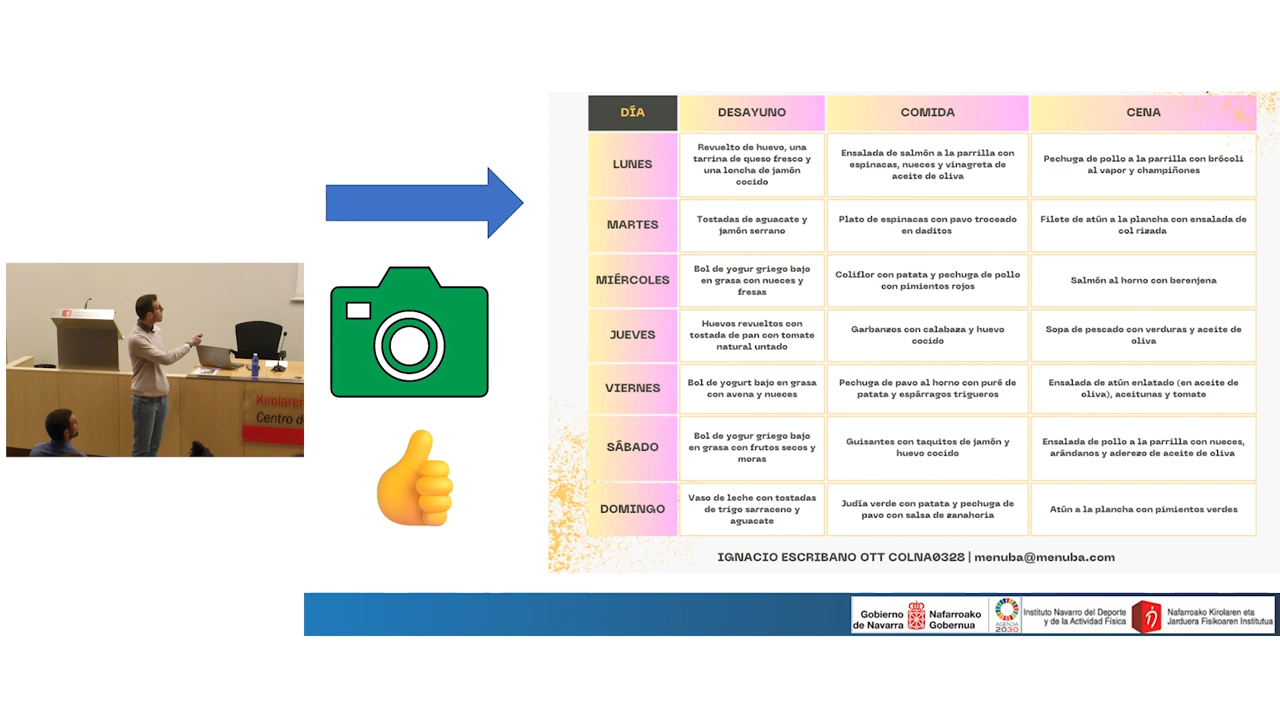 DÍA
DESAYUNO
COMIDA
CENA
LUNES
Revuelto de huevo, una
tarrina de queso fresco y
una loncha de jamón
cocido
Ensalada de salmón a la parrilla con
espinacas, nueces y vinagreta de
aceite de oliva
Pechuga de pollo a la parrilla con brócoli
al vapor y champiñones
MARTES
Tostadas de aguacate y
jamón serrano
Plato de espinacas con pavo troceado
en daditos
Filete de atún a la plancha con ensalada de
col rizada
MIÉRCOLES
Bol de yogur griego bajo
en grasa con nueces y
fresas
Coliflor con patata y pechuga de pollo
con pimientos rojos
Salmón al horno con berenjena
JUEVES
Huevos revueltos con
tostada de pan con tomate
natural untado
Garbanzos con calabaza y huevo
cocido
Sopa de pescado con verduras y aceite de
oliva
VIERNES
Bol de yogurt bajo en grasa
con avena y nueces
Pechuga de pavo al horno con puré de
patata y espárragos trigueros
Ensalada de atún enlatado (en aceite de
oliva), aceitunas y tomate
SÁBADO
Bol de yogur griego bajo
en grasa con frutos secos y
moras
Guisantes con taquitos de jamón y
huevo cocido
Ensalada de pollo a la parrilla con nueces,
arándanos y aderezo de aceite de oliva
DOMINGO
Vaso de leche con tostadas
de trigo sarraceno y
aguacate
Judía verde con patata y pechuga de
pavo con salsa de zanahoria
Atún a la plancha con pimientos verdes
IGNACIO ESCRIBANO OTT COLNA0328 | menuba@menuba.com
Kirolaren
Centro de
Gobierno
de Navarra
Nafarroako
Gobernua
AGENDA
2030
Instituto Navarro del Deporte
y de la Actividad Física
Nafarroako Kirolaren eta
Jarduera Fisikoaren Institutua